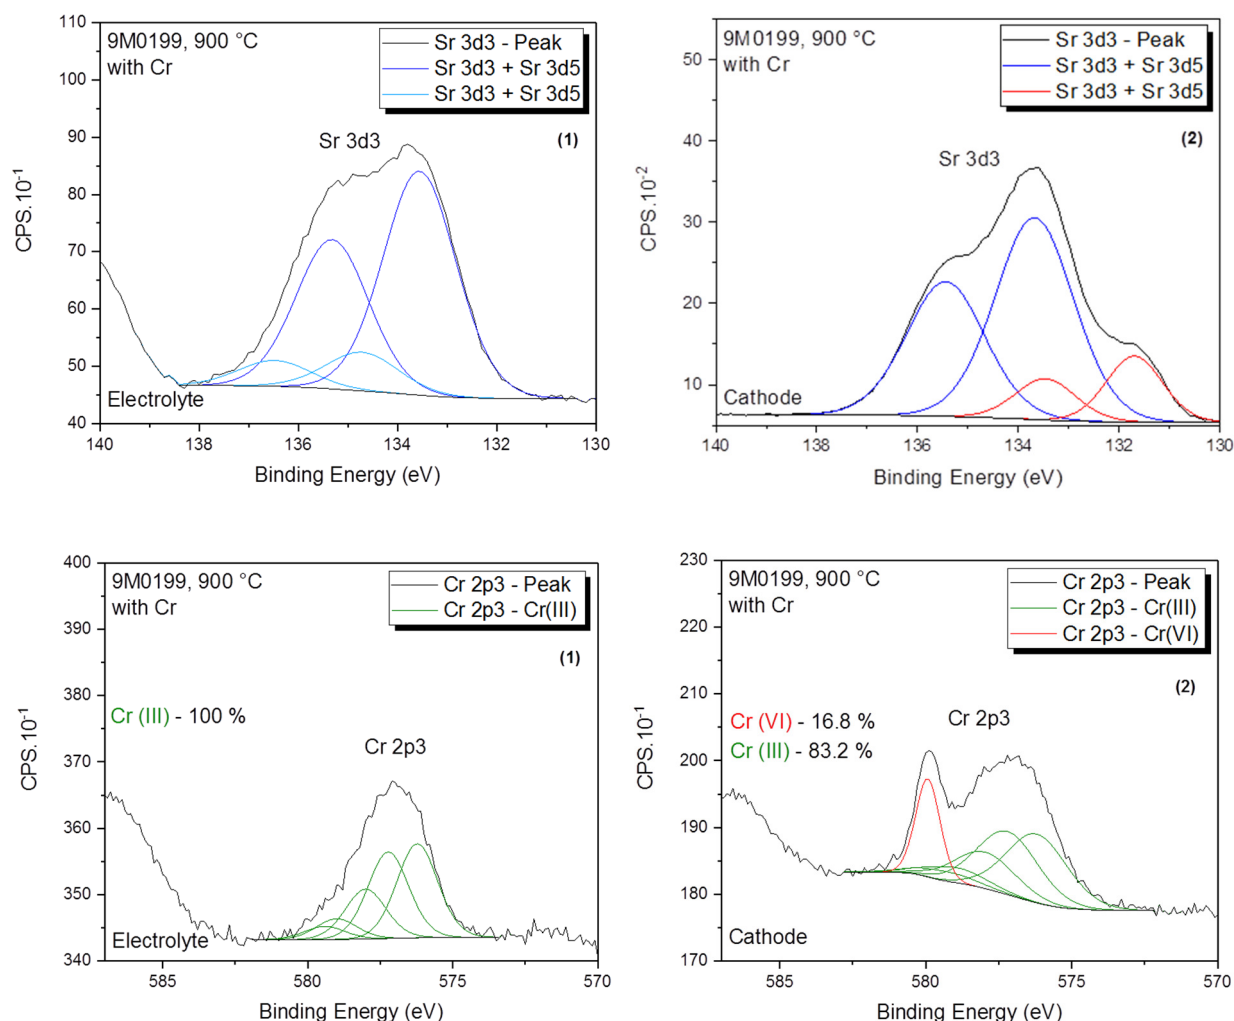 9M0199, 900 °C
with Cr
Sr 3d3 - Peak
Sr 3d3 + Sr 3d5
Sr 3d3 + Sr 3d5
(1)
Sr 3d3
Electrolyte
110
100
90
80
70
60
50
40
CPS.10-1
140
138
136
134
132
130
Binding Energy (eV)
9M0199, 900 °C
with Cr
Sr 3d3 - Peak
Sr 3d3 + Sr 3d5
Sr 3d3 + Sr 3d5
(2)
Sr 3d3
Cathode
50
40
30
20
10
CPS.10-2
140
138
136
134
132
130
Binding Energy (eV)
9M0199, 900 °C
with Cr
Cr 2p3 - Peak
Cr 2p3 - Cr(III)
(1)
Cr (III) - 100 %
Cr 2p3
Electrolyte
400
390
380
370
360
350
340
CPS.10-1
585
580
575
570
Binding Energy (eV)
9M0199, 900 °C
with Cr
Cr 2p3 - Peak
Cr 2p3 - Cr(III)
Cr 2p3 - Cr(VI)
(2)
Cr (VI) - 16.8 %
Cr (III) - 83.2 %
Cr 2p3
Cathode
230
220
210
200
190
180
170
CPS.10-1
585
580
575
570
Binding Energy (eV)